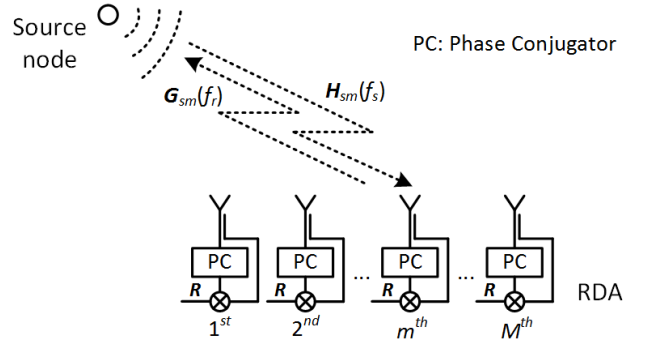 Source
node
PC: Phase Conjugator
G_sm(f_r)
H_sm(f_s)
PC PC PC PC
... ...
R R R R
RDA
1^st 2^nd m^th M^th